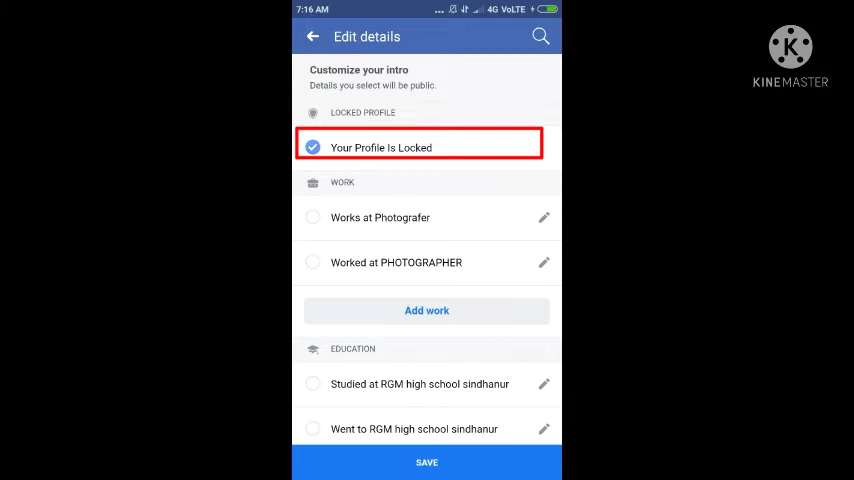 7:16 AM ... 4G VoLTE
Edit details
Customize your intro
Details you select will be public.
LOCKED PROFILE
Your Profile Is Locked
WORK
Works at Photografer
Worked at PHOTOGRAPHER
Add work
EDUCATION
Studied at RGM high school sindhanur
Went to RGM high school sindhanur
SAVE
K
KINEMASTER